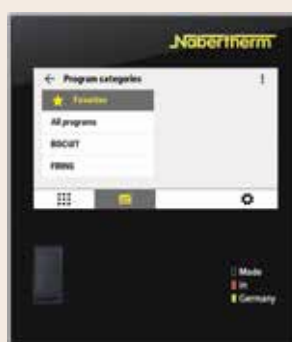 Nabertherm
Program categories
Favorites
All programs
BISCUIT
FIRING
Made
in
Germany